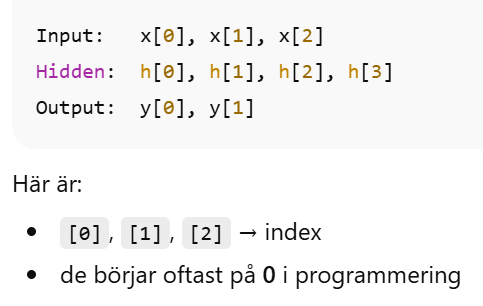 Input:   x[0], x[1], x[2]
Hidden:  h[0], h[1], h[2], h[3]
Output:  y[0], y[1]
Här är:
• [0], [1], [2] → index
• de börjar oftast på 0 i programmering